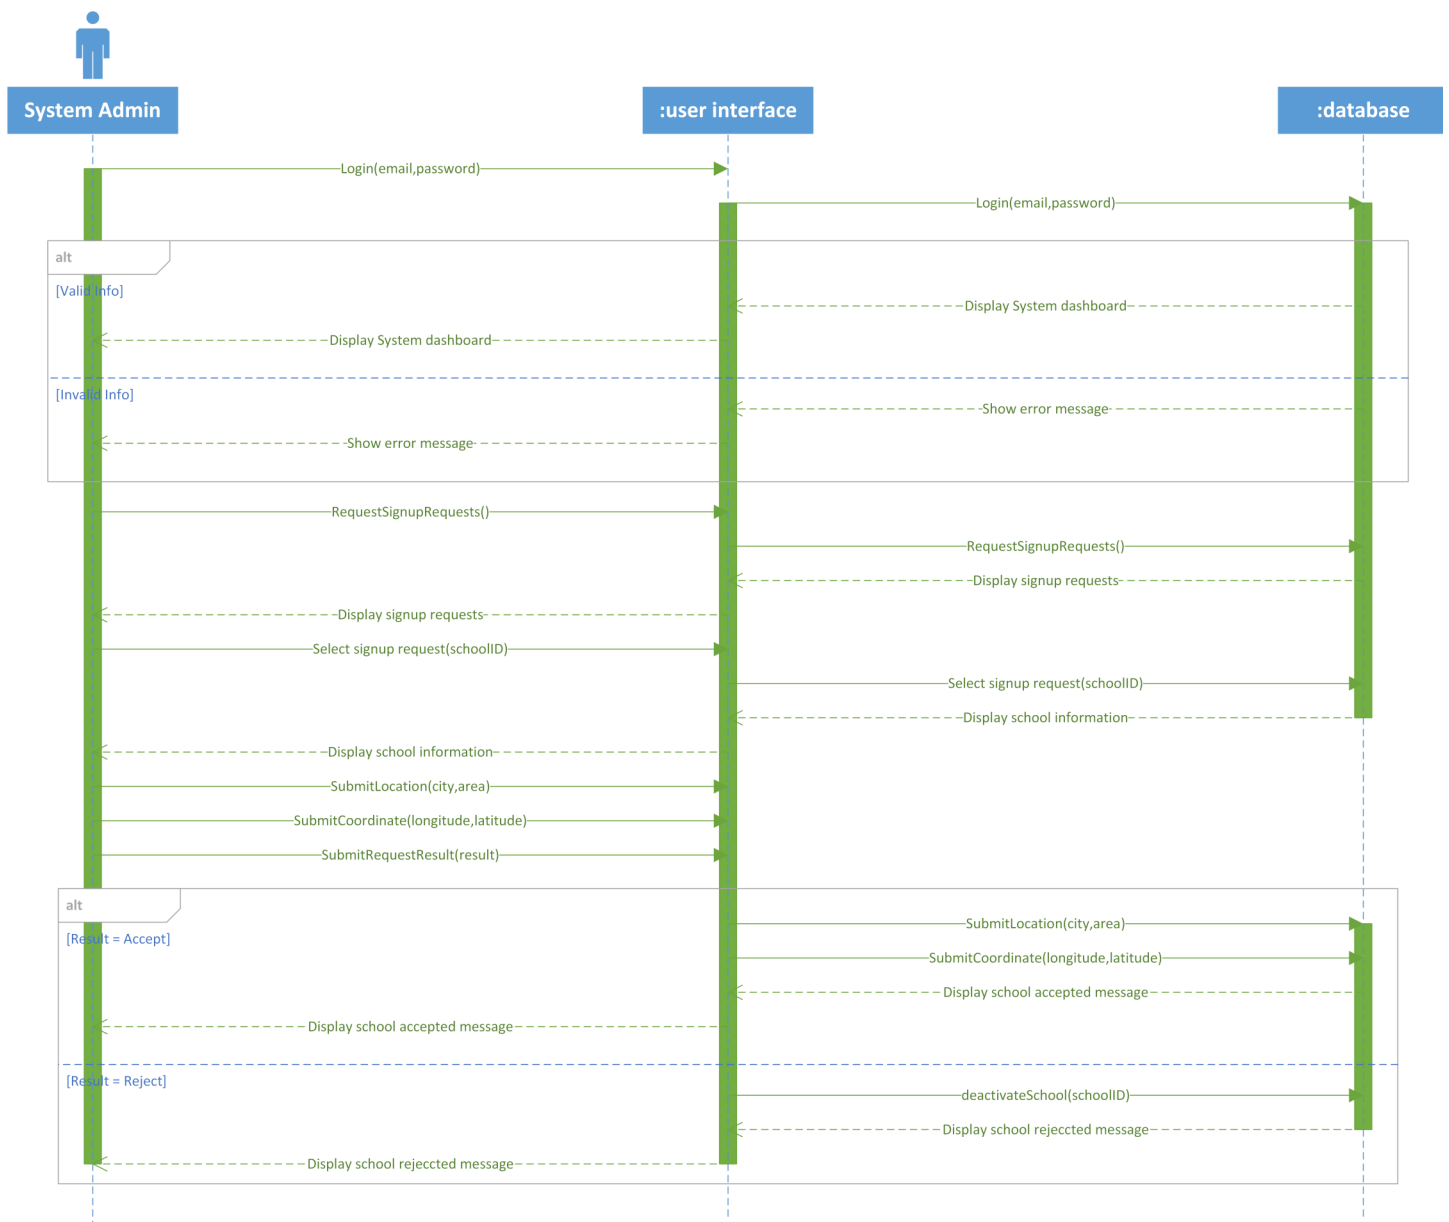 System Admin
:user interface
:database
Login(email,password)
Login(email,password)
alt
[Valid Info]
Display System dashboard
Display System dashboard
[Invalid Info]
Show error message
Show error message
RequestSignupRequests()
RequestSignupRequests()
Display signup requests
Display signup requests
Select signup request(schoolID)
Select signup request(schoolID)
Display school information
Display school information
SubmitLocation(city,area)
SubmitCoordinate(longitude,latitude)
SubmitRequestResult(result)
alt
SubmitLocation(city,area)
[Result = Accept]
SubmitCoordinate(longitude,latitude)
Display school accepted message
Display school accepted message
[Result = Reject]
deactivateSchool(schoolID)
Display school rejeccted message
Display school rejeccted message